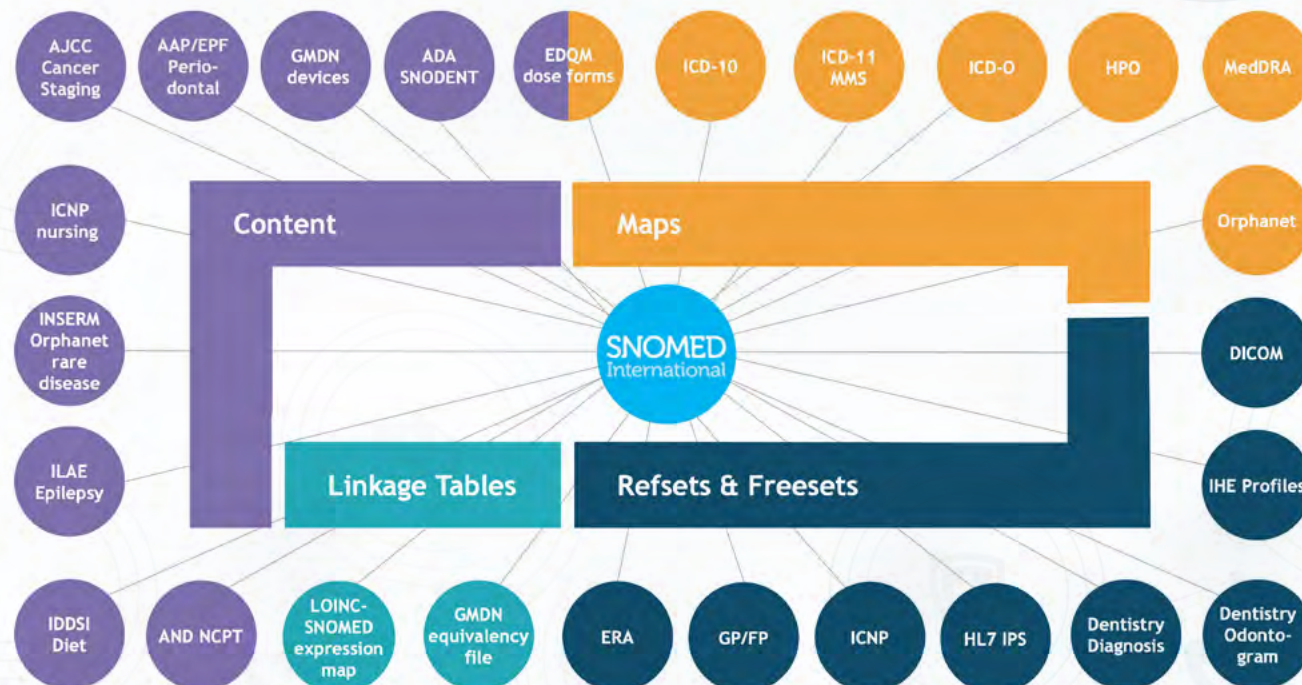 AJCC
Cancer
Staging
AAP/EPF
Perio-
dontal
GMDN
devices
ADA
SNODENT
EDQM
dose forms
ICD-10
ICD-11
MMS
ICD-O
HPO
MedDRA
ICNP
nursing
Content
Maps
Orphanet
INSERM
Orphanet
rare
disease
SNOMED
International
DICOM
ILAE
Epilepsy
Linkage Tables
Refsets & Freesets
IHE Profiles
IDDSI
Diet
AND NCPT
LOINC-
SNOMED
expression
map
GMDN
equivalency
file
ERA
GP/FP
ICNP
HL7 IPS
Dentistry
Diagnosis
Dentistry
Odonto-
gram